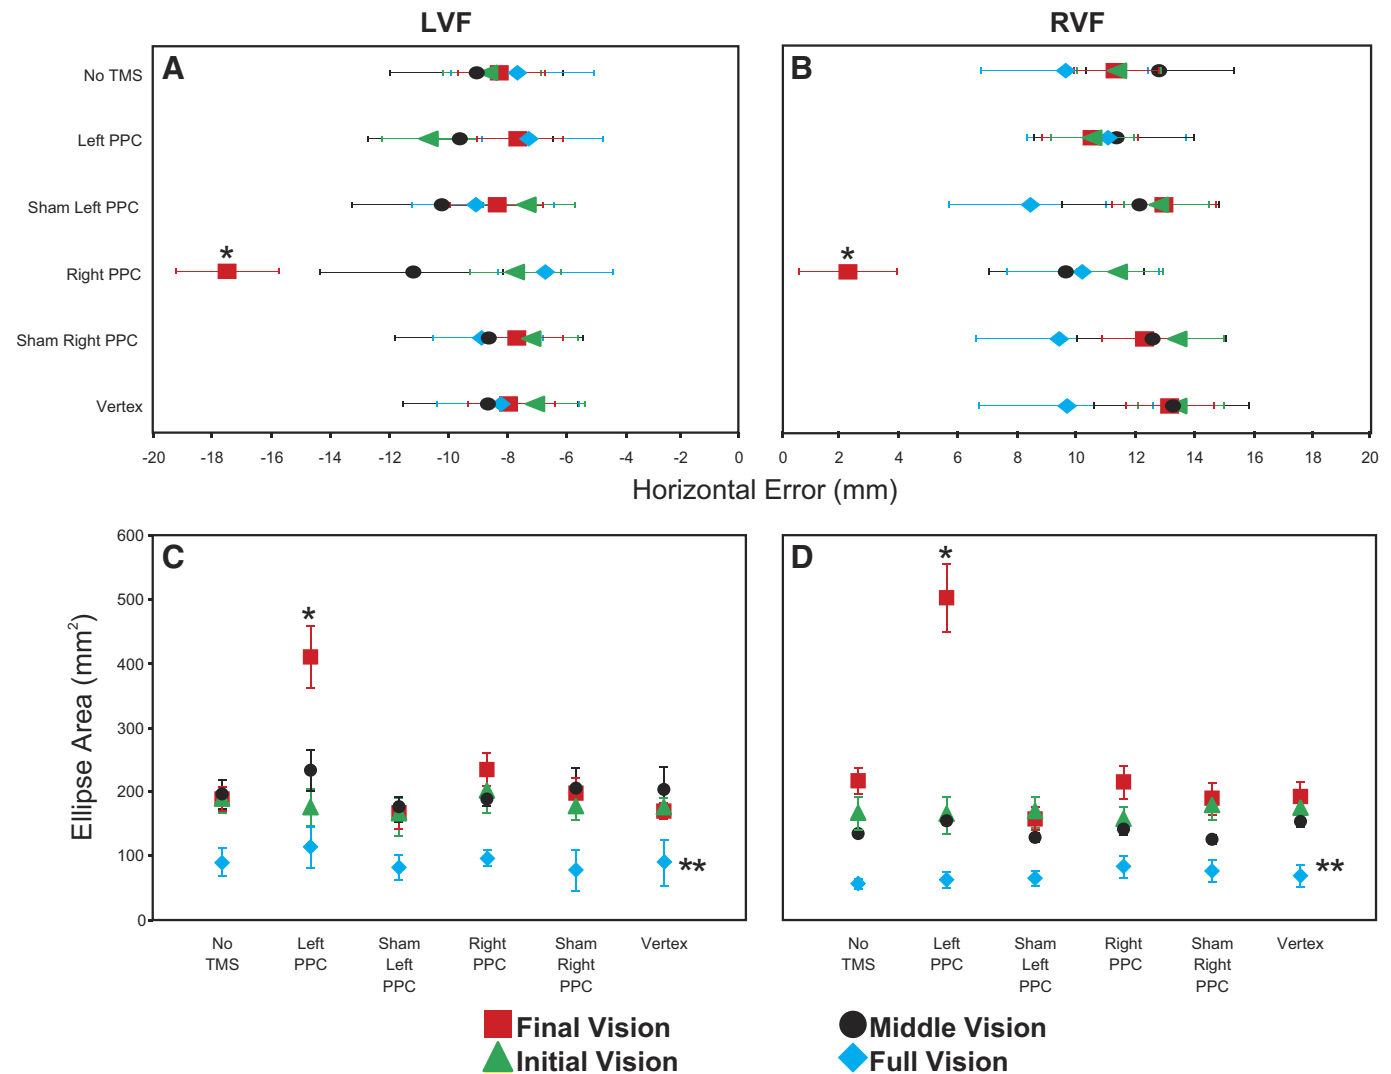 LVF
RVF
A
B
No TMS
Left PPC
Sham Left PPC
Right PPC
Sham Right PPC
Vertex
*
*
-20 -18 -16 -14 -12 -10 -8 -6 -4 -2 0
0 2 4 6 8 10 12 14 16 18 20
Horizontal Error (mm)
C
D
Ellipse Area (mm²)
600
500
400
300
200
100
0
*
**
*
**
No TMS
Left PPC
Sham Left PPC
Right PPC
Sham Right PPC
Vertex
No TMS
Left PPC
Sham Left PPC
Right PPC
Sham Right PPC
Vertex
Final Vision
Middle Vision
Initial Vision
Full Vision